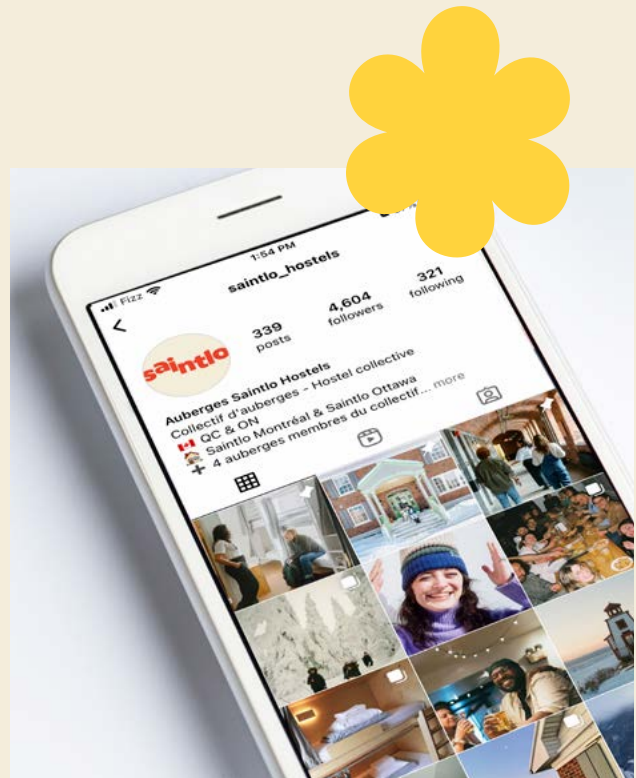 1:54 PM
Fizz
saintlo_hostels
339
posts
4,604
followers
321
following
saintlo
Auberges Saintlo Hostels
Collectif d'auberges - Hostel collective
QC & ON
Saintlo Montréal & Saintlo Ottawa
+ 4 auberges membres du collectif... more